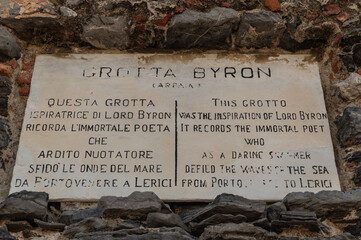 GROTTA BYRON
(ARPAIA)
QUESTA GROTTA
ISPIRATRICE DI LORD BYRON
RICORDA L'IMMORTALE POETA
CHE
ARDITO NUOTATORE
SFIDÒ LE ONDE DEL MARE
DA PORTOVENERE A LERICI
THIS GROTTO
WAS THE INSPIRATION OF LORD BYRON
IT RECORDS THE IMMORTAL POET
WHO
AS A DARING
DEFIED THE WAVES OF THE SEA
FROM TO LERICI